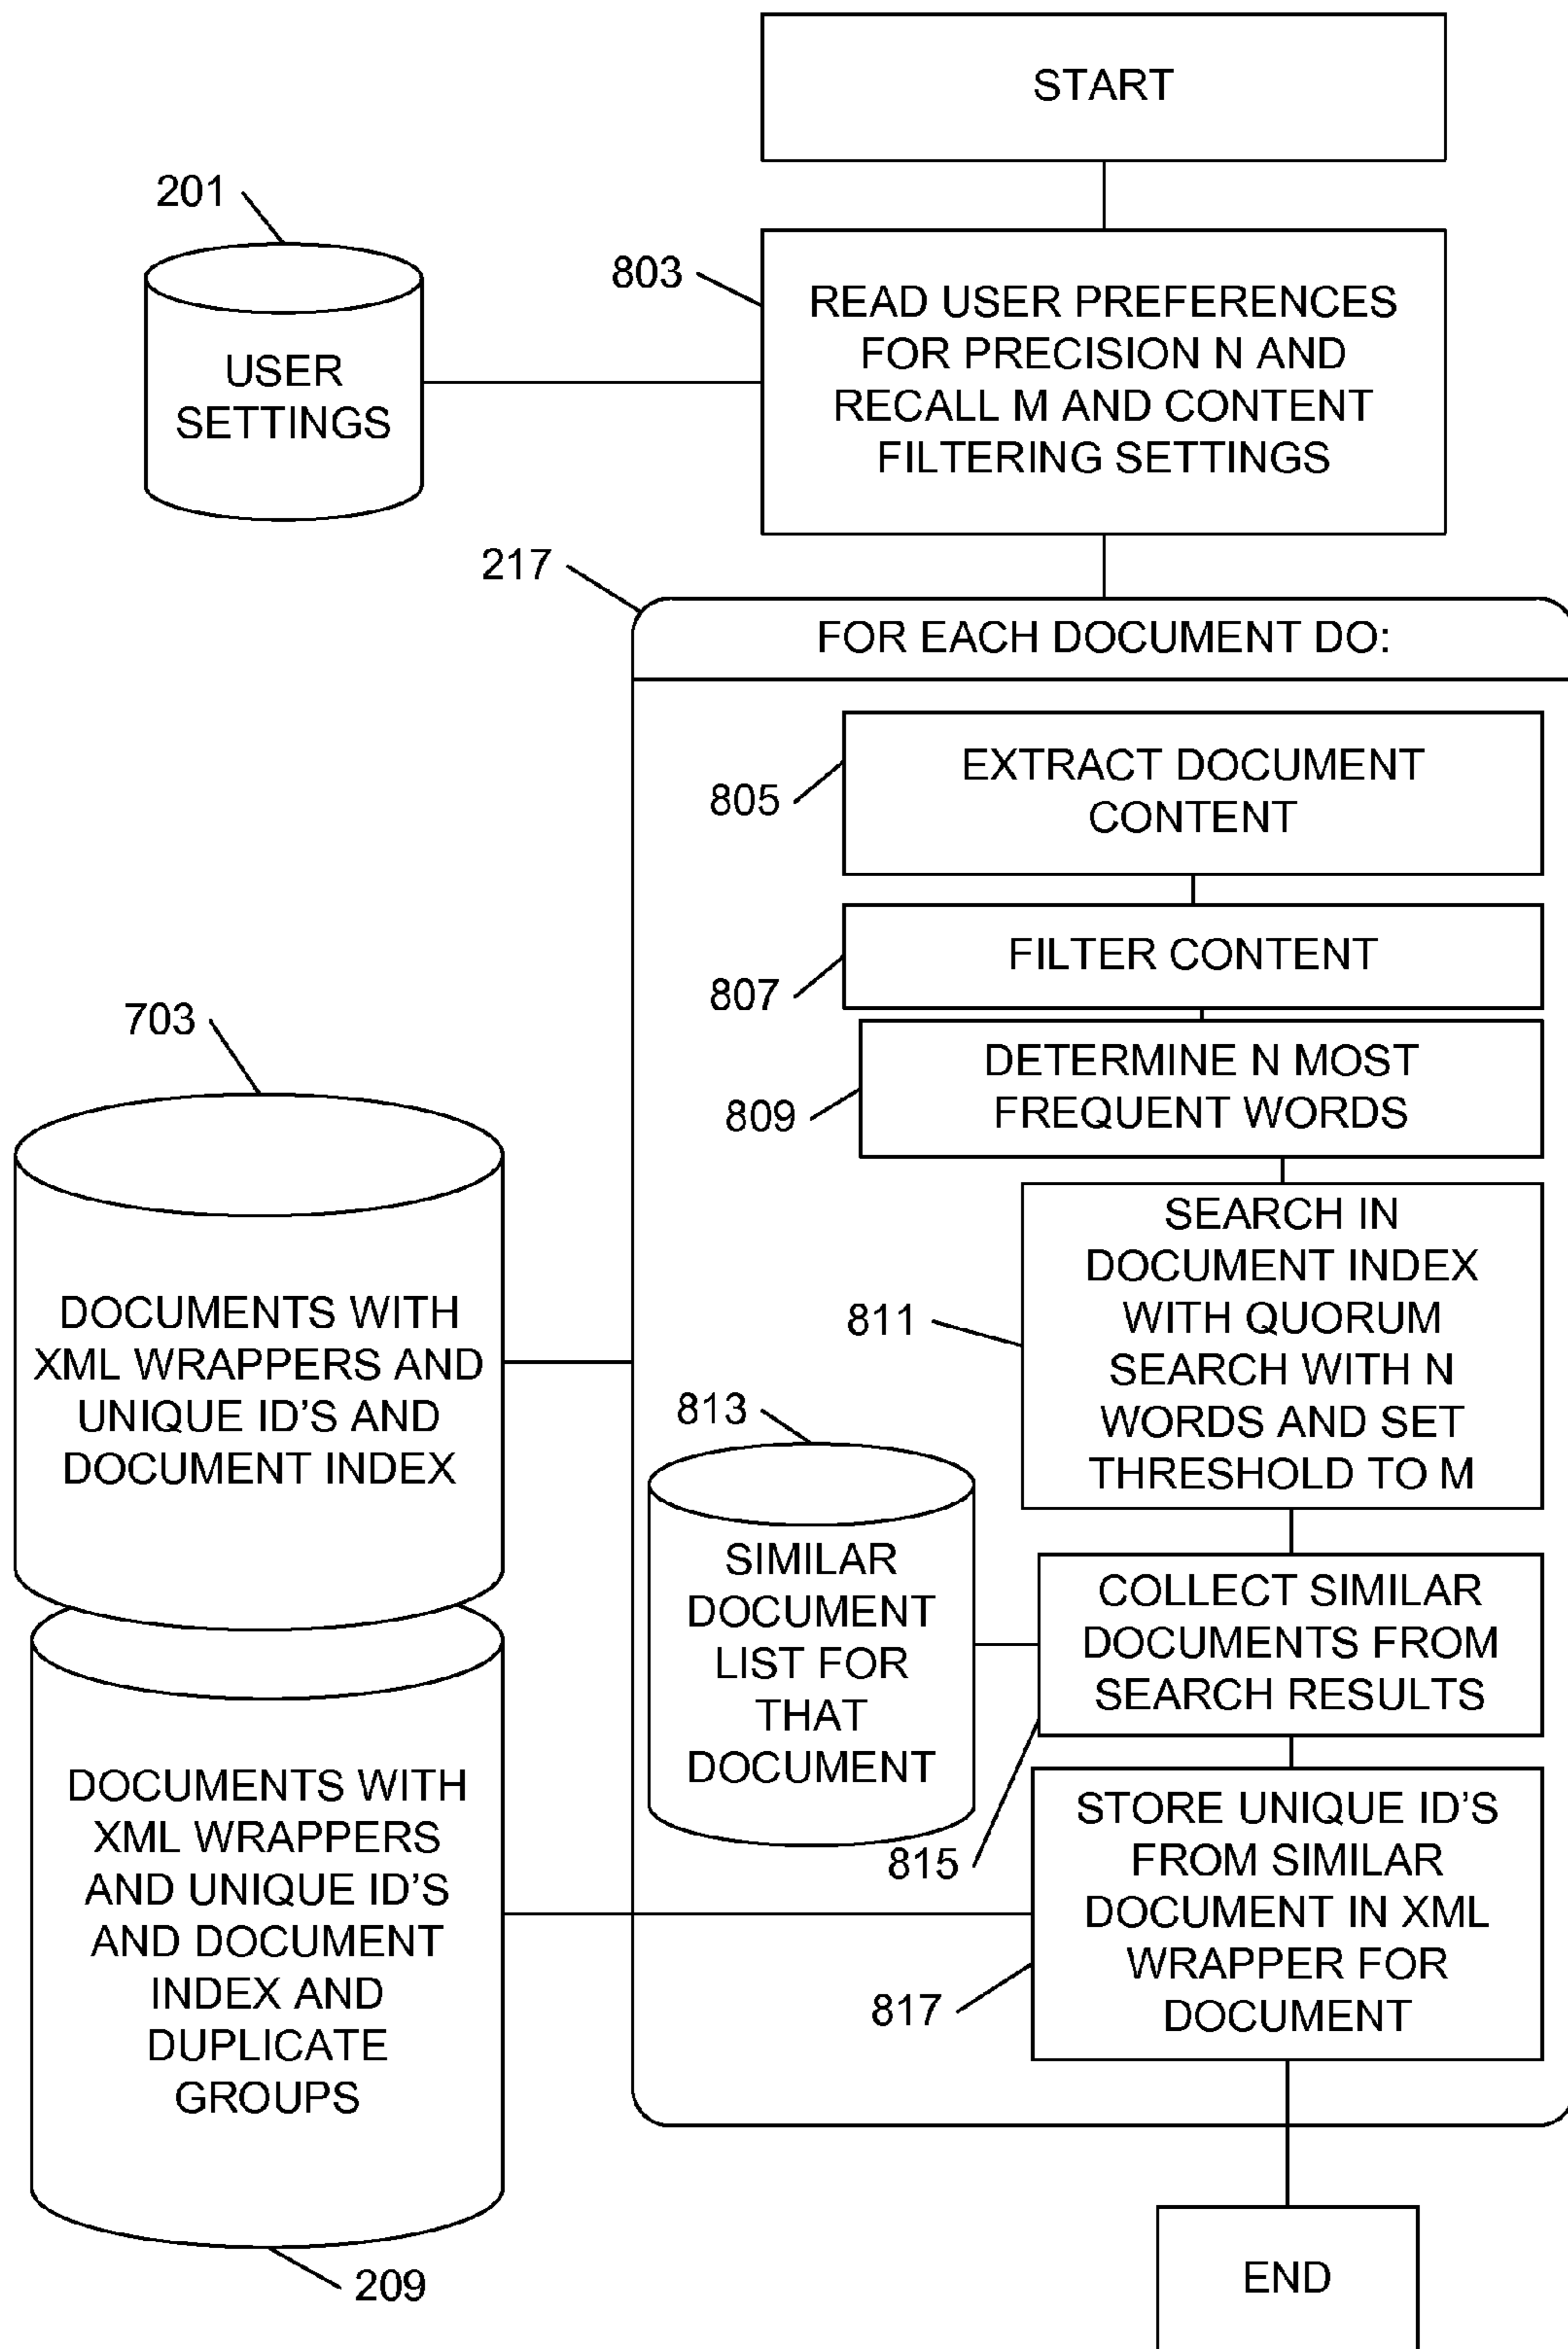 START
201
803
READ USER PREFERENCES
FOR PRECISION N AND
RECALL M AND CONTENT
FILTERING SETTINGS
USER
SETTINGS
217
FOR EACH DOCUMENT DO:
EXTRACT DOCUMENT
CONTENT
805
FILTER CONTENT
807
703
DETERMINE N MOST
FREQUENT WORDS
809
SEARCH IN
DOCUMENT INDEX
WITH QUORUM
SEARCH WITH N
WORDS AND SET
THRESHOLD TO M
811
DOCUMENTS WITH
XML WRAPPERS AND
UNIQUE ID'S AND
DOCUMENT INDEX
813
SIMILAR
DOCUMENT
LIST FOR
THAT
DOCUMENT
COLLECT SIMILAR
DOCUMENTS FROM
SEARCH RESULTS
815
DOCUMENTS WITH
XML WRAPPERS
AND UNIQUE ID'S
AND DOCUMENT
INDEX AND
DUPLICATE
GROUPS
STORE UNIQUE ID'S
FROM SIMILAR
DOCUMENT IN XML
WRAPPER FOR
DOCUMENT
817
209
END